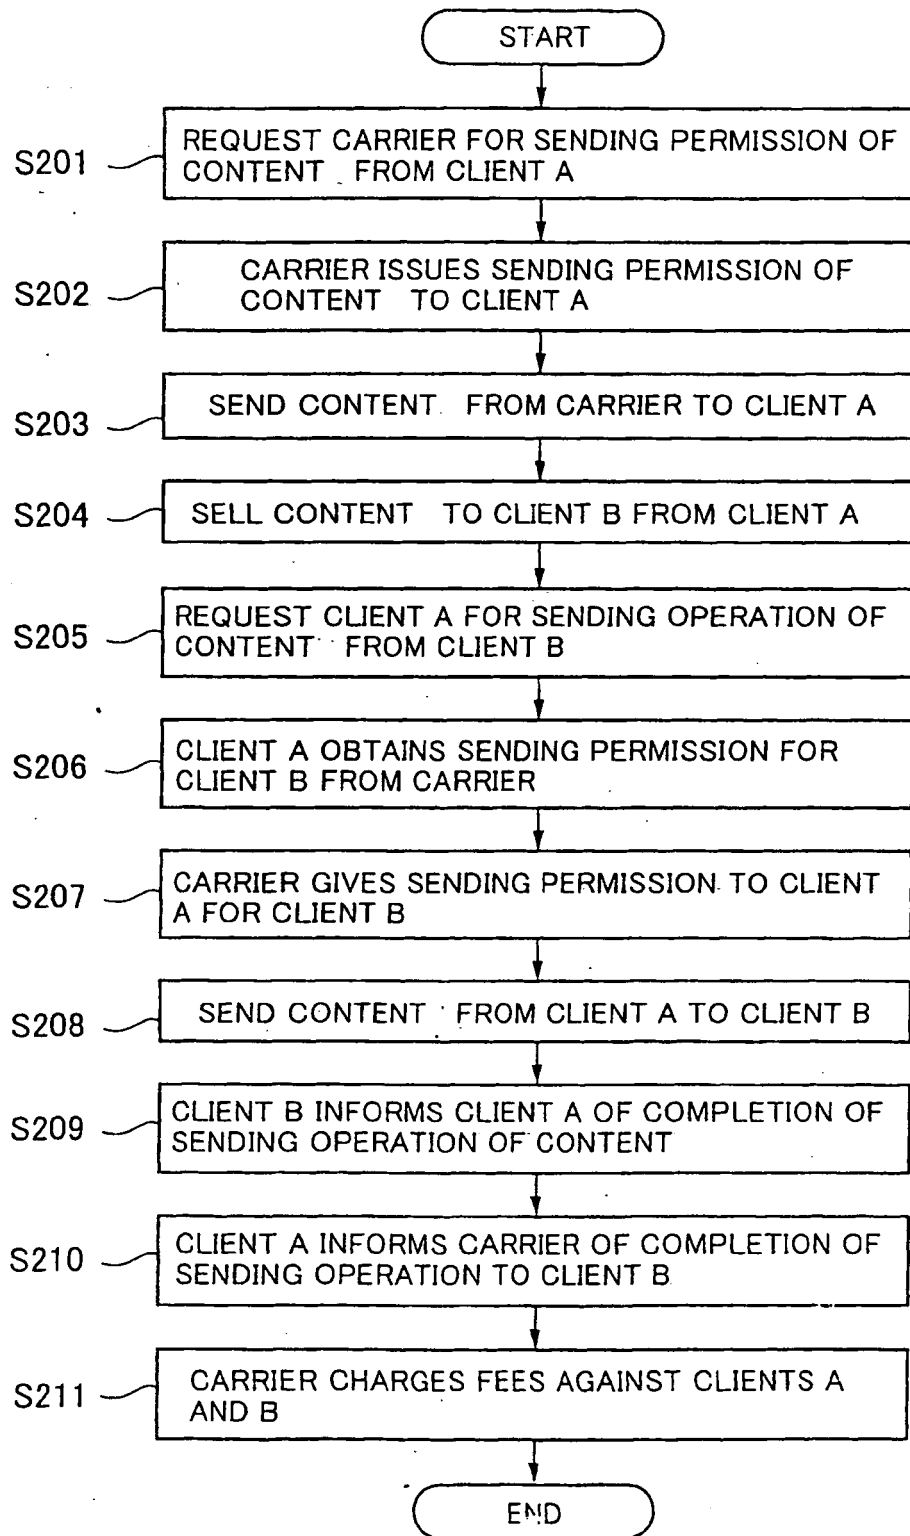 START
S201
REQUEST CARRIER FOR SENDING PERMISSION OF
CONTENT FROM CLIENT A
S202
CARRIER ISSUES SENDING PERMISSION OF
CONTENT TO CLIENT A
S203
SEND CONTENT FROM CARRIER TO CLIENT A
S204
SELL CONTENT TO CLIENT B FROM CLIENT A
S205
REQUEST CLIENT A FOR SENDING OPERATION OF
CONTENT FROM CLIENT B
S206
CLIENT A OBTAINS SENDING PERMISSION FOR
CLIENT B FROM CARRIER
S207
CARRIER GIVES SENDING PERMISSION TO CLIENT
A FOR CLIENT B
S208
SEND CONTENT FROM CLIENT A TO CLIENT B
S209
CLIENT B INFORMS CLIENT A OF COMPLETION OF
SENDING OPERATION OF CONTENT
S210
CLIENT A INFORMS CARRIER OF COMPLETION OF
SENDING OPERATION TO CLIENT B
S211
CARRIER CHARGES FEES AGAINST CLIENTS A
AND B
END